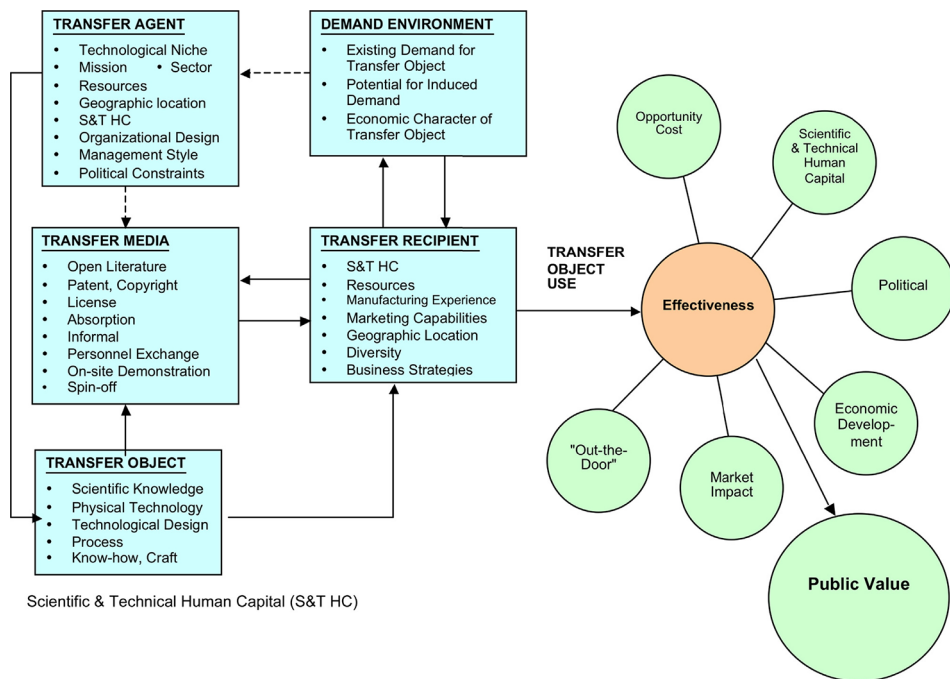 TRANSFER AGENT
• Technological Niche
• Mission • Sector
• Resources
• Geographic location
• S&T HC
• Organizational Design
• Management Style
• Political Constraints
DEMAND ENVIRONMENT
• Existing Demand for
Transfer Object
• Potential for Induced
Demand
• Economic Character of
Transfer Object
TRANSFER MEDIA
• Open Literature
• Patent, Copyright
• License
• Absorption
• Informal
• Personnel Exchange
• On-site Demonstration
• Spin-off
TRANSFER RECIPIENT
• S&T HC
• Resources
• Manufacturing Experience
• Marketing Capabilities
• Geographic Location
• Diversity
• Business Strategies
TRANSFER OBJECT
• Scientific Knowledge
• Physical Technology
• Technological Design
• Process
• Know-how, Craft
Scientific & Technical Human Capital (S&T HC)
TRANSFER
OBJECT
USE
Effectiveness
Opportunity
Cost
Scientific
& Technical
Human
Capital
Political
Economic
Develop-
ment
Market
Impact
"Out-the-
Door"
Public Value